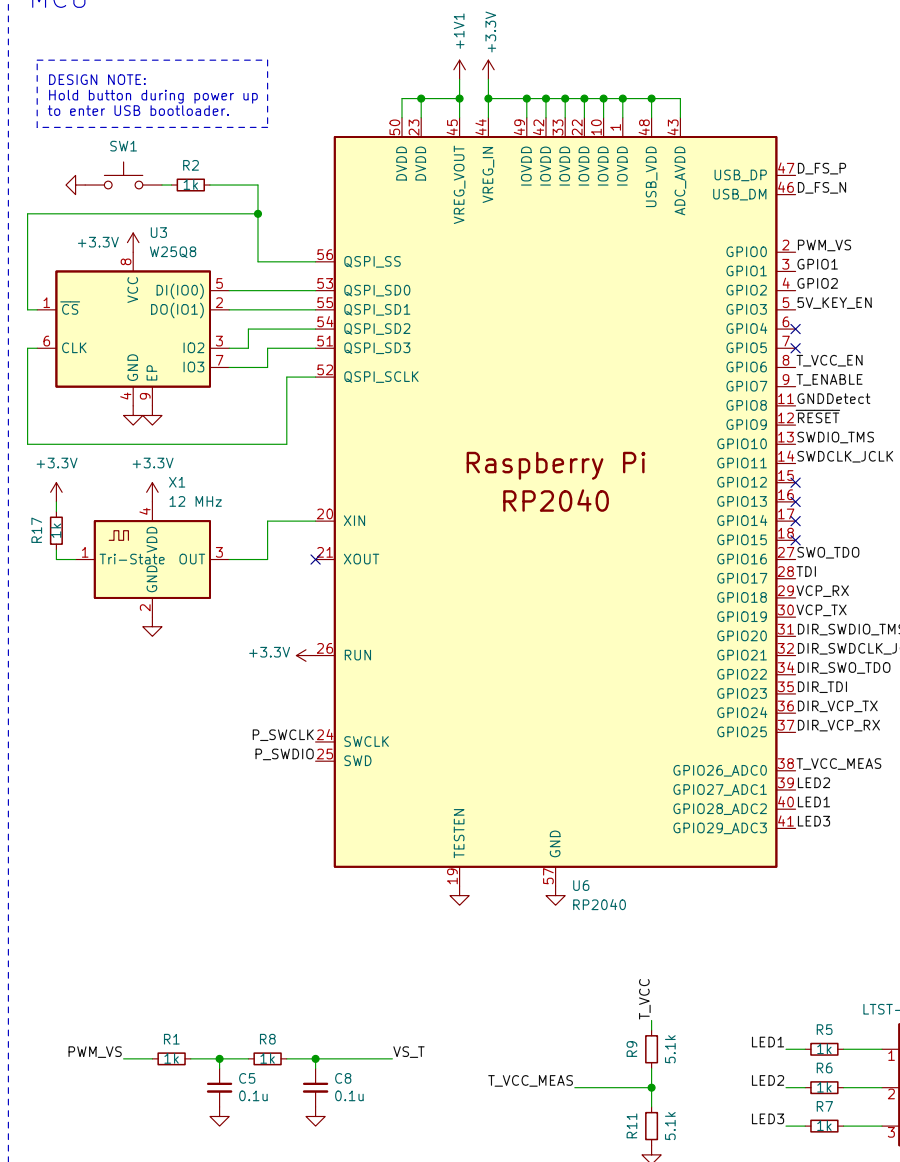 MCU
+1V1
+3.3V
DESIGN NOTE:
Hold button during power up
to enter USB bootloader.
50
23
45
44
49
42
33
22
10
1
48
43
DVDD
DVDD
VREG_VOUT
VREG_IN
IOVDD
IOVDD
IOVDD
IOVDD
IOVDD
IOVDD
USB_VDD
ADC_AVDD
SW1
R2
1k
U3
W25Q8
+3.3V
8
VCC
1 CS
6 CLK
DI(IO0) 5
DO(IO1) 2
IO2 3
IO3 7
GND
EP
4
9
56 QSPI_SS
53 QSPI_SD0
55 QSPI_SD1
54 QSPI_SD2
51 QSPI_SD3
52 QSPI_SCLK
+3.3V
+3.3V
R17
1k
X1
12 MHz
4
VDD
1
Tri-State
OUT
3
GND
2
20 XIN
21 XOUT
+3.3V
26 RUN
P_SWCLK 24 SWCLK
P_SWDIO 25 SWD
Raspberry Pi
RP2040
USB_DP 47 D_FS_P
USB_DM 46 D_FS_N
GPIO0 2 PWM_VS
GPIO1 3 GPIO1
GPIO2 4 GPIO2
GPIO3 5 5V_KEY_EN
GPIO4 6
GPIO5 7
GPIO6 8 T_VCC_EN
GPIO7 9 T_ENABLE
GPIO8 11 GNDDetect
GPIO9 12 RESET
GPIO10 13 SWDIO_TMS
GPIO11 14 SWDCLK_JCLK
GPIO12 15
GPIO13 16
GPIO14 17
GPIO15 18
GPIO16 27 SWO_TDO
GPIO17 28 TDI
GPIO18 29 VCP_RX
GPIO19 30 VCP_TX
GPIO20 31 DIR_SWDIO_TMS
GPIO21 32 DIR_SWDCLK_J
GPIO22 34 DIR_SWO_TDO
GPIO23 35 DIR_TDI
GPIO24 36 DIR_VCP_TX
GPIO25 37 DIR_VCP_RX
GPIO26_ADC0 38 T_VCC_MEAS
GPIO27_ADC1 39 LED2
GPIO28_ADC2 40 LED1
GPIO29_ADC3 41 LED3
TESTEN
19
GND
57
U6
RP2040
PWM_VS
R1
1k
R8
1k
VS_T
C5
0.1u
C8
0.1u
T_VCC
R9
5.1k
T_VCC_MEAS
R11
5.1k
LTST-
LED1
R5
1k
1
LED2
R6
1k
2
LED3
R7
1k
3